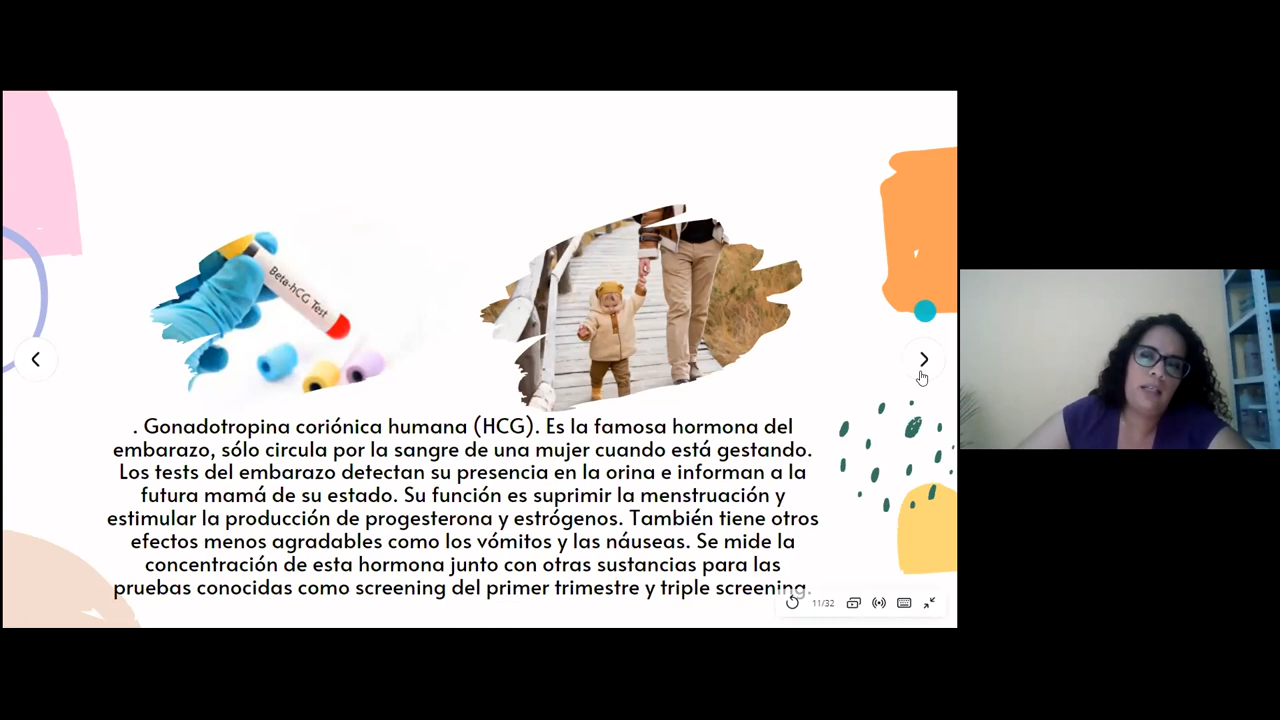 Beta-hCG Test
. Gonadotropina coriónica humana (HCG). Es la famosa hormona del
embarazo, sólo circula por la sangre de una mujer cuando está gestando.
Los tests del embarazo detectan su presencia en la orina e informan a la
futura mamá de su estado. Su función es suprimir la menstruación y
estimular la producción de progesterona y estrógenos. También tiene otros
efectos menos agradables como los vómitos y las náuseas. Se mide la
concentración de esta hormona junto con otras sustancias para las
pruebas conocidas como screening del primer trimestre y triple screening.
11/32